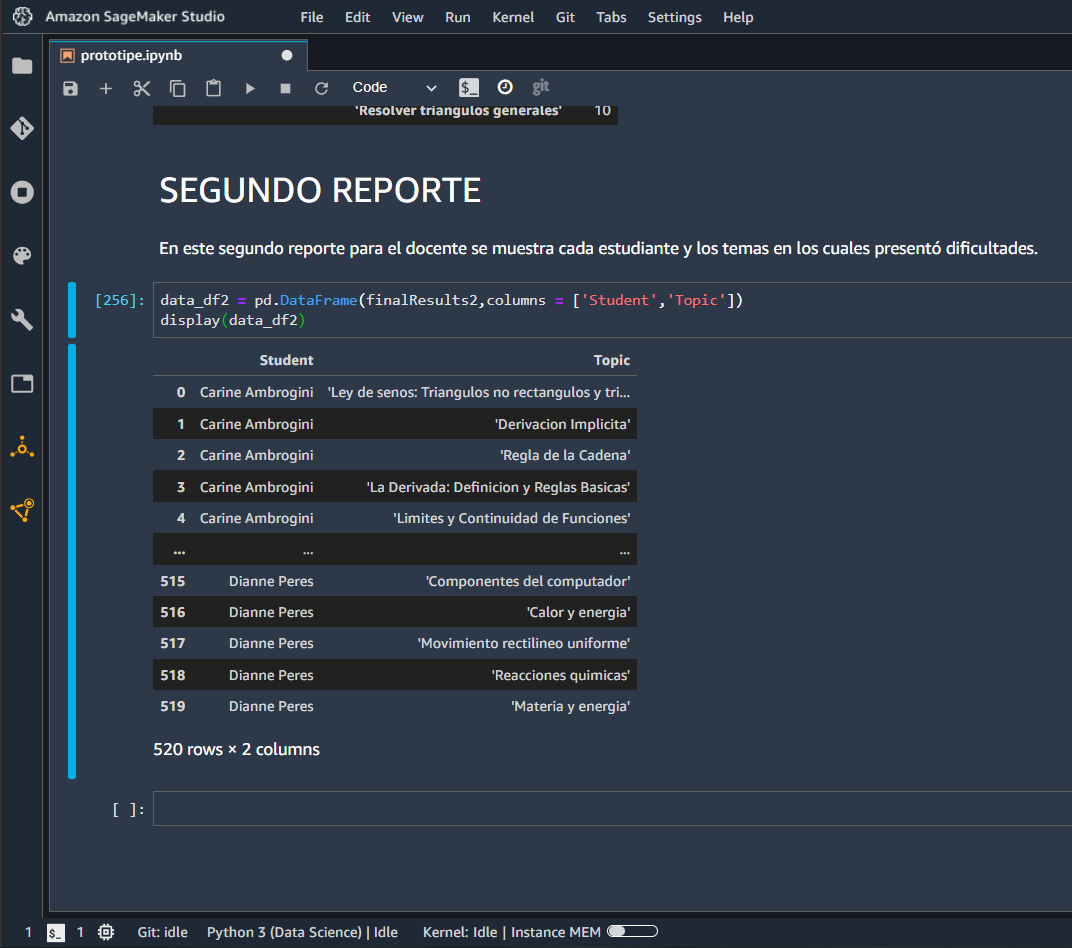 Amazon SageMaker Studio File Edit View Run Kernel Git Tabs Settings Help
prototipe.ipynb
Code $_ git
'Resolver triangulos generales' 10
SEGUNDO REPORTE
En este segundo reporte para el docente se muestra cada estudiante y los temas en los cuales presentó dificultades.
[256]: data_df2 = pd.DataFrame(finalResults2,columns = ['Student','Topic'])
display(data_df2)
Student Topic
0 Carine Ambrogini 'Ley de senos: Triangulos no rectangulos y tri...
1 Carine Ambrogini 'Derivacion Implicita'
2 Carine Ambrogini 'Regla de la Cadena'
3 Carine Ambrogini 'La Derivada: Definicion y Reglas Basicas'
4 Carine Ambrogini 'Limites y Continuidad de Funciones'
... ... ...
515 Dianne Peres 'Componentes del computador'
516 Dianne Peres 'Calor y energia'
517 Dianne Peres 'Movimiento rectilineo uniforme'
518 Dianne Peres 'Reacciones quimicas'
519 Dianne Peres 'Materia y energia'
520 rows × 2 columns
[ ]:
1 $_ 1 Git: idle Python 3 (Data Science) | Idle Kernel: Idle | Instance MEM